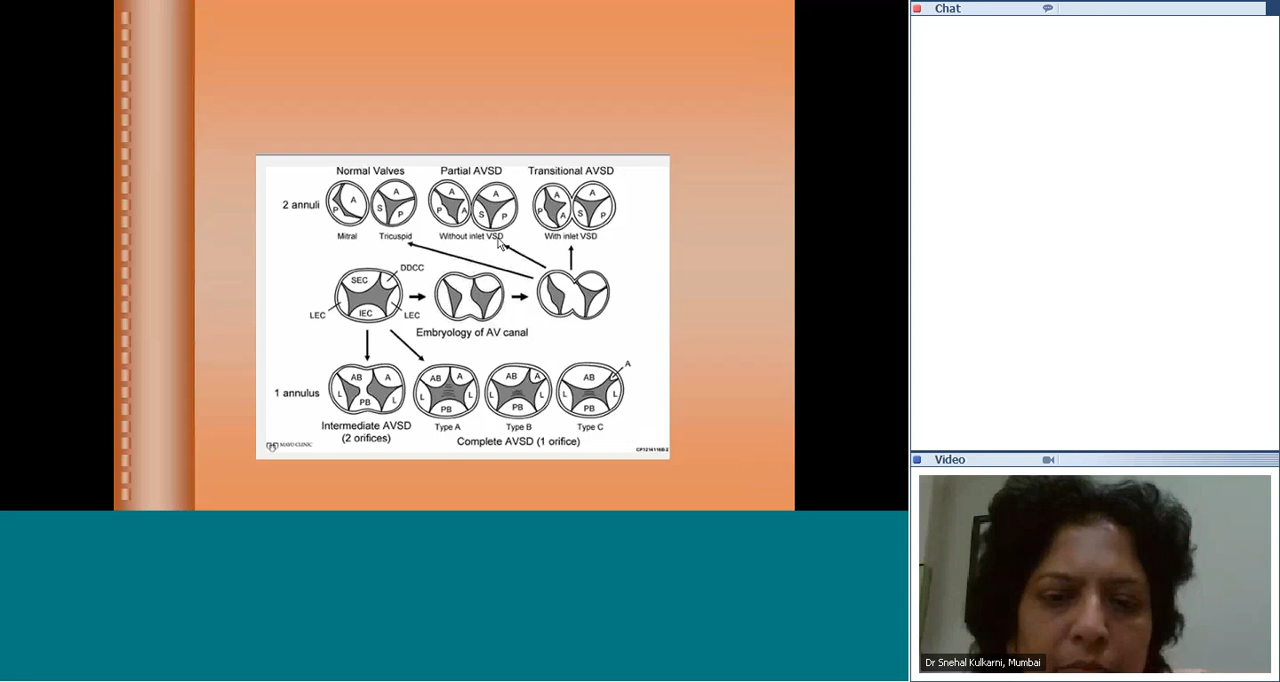 Chat
Normal Valves Partial AVSD Transitional AVSD
2 annuli
P A A S P A P A A S P A P A A S P
Mitral Tricuspid Without inlet VSD With inlet VSD
DDCC
SEC
LEC IEC LEC
Embryology of AV canal
A
1 annulus
AB A L PB L AB A L L PB AB A L L PB AB L L PB
Intermediate AVSD
(2 orifices)
Type A Type B Type C
Complete AVSD (1 orifice)
MAYO CLINIC
Video
Dr Snehal Kulkarni, Mumbai